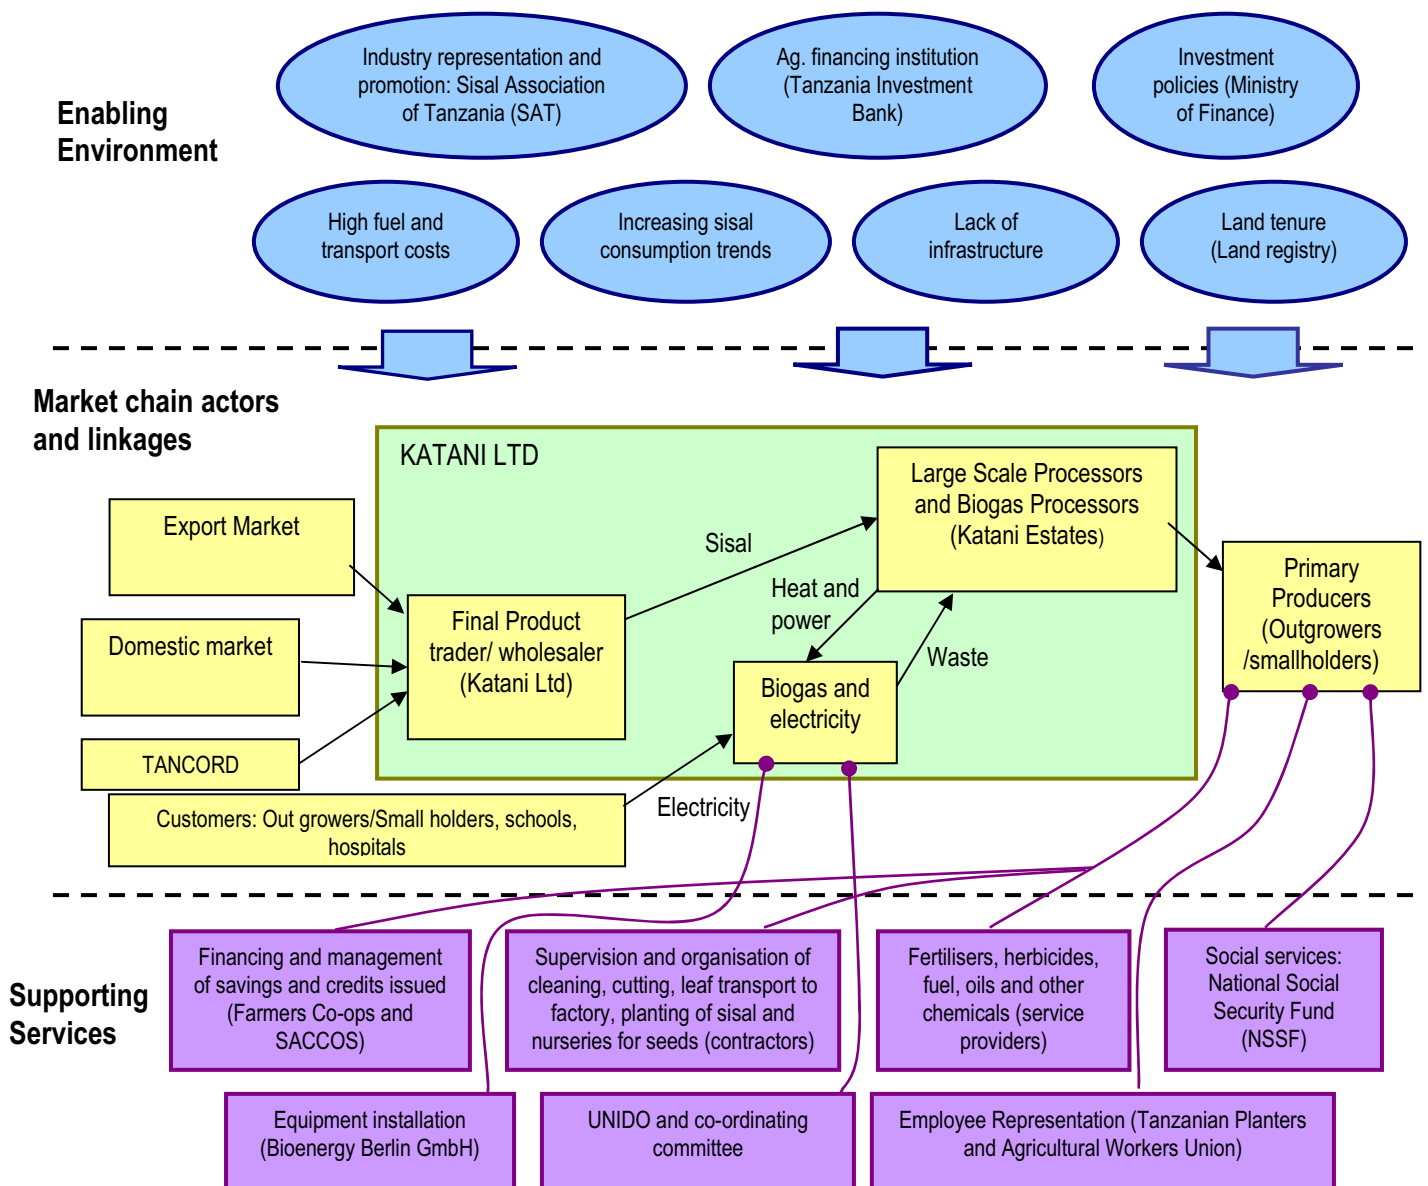 Industry representation and
promotion: Sisal Association
of Tanzania (SAT)
Ag. financing institution
(Tanzania Investment
Bank)
Investment
policies (Ministry
of Finance)
Enabling
Environment
High fuel and
transport costs
Increasing sisal
consumption trends
Lack of
infrastructure
Land tenure
(Land registry)
Market chain actors
and linkages
KATANI LTD
Large Scale Processors
and Biogas Processors
(Katani Estates)
Export Market
Sisal
Primary
Producers
(Outgrowers
/smallholders)
Heat and
power
Final Product
trader/ wholesaler
(Katani Ltd)
Domestic market
Waste
Biogas and
electricity
TANCORD
Electricity
Customers: Out growers/Small holders, schools,
hospitals
Supporting
Services
Financing and management
of savings and credits issued
(Farmers Co-ops and
SACCOS)
Supervision and organisation of
cleaning, cutting, leaf transport to
factory, planting of sisal and
nurseries for seeds (contractors)
Fertilisers, herbicides,
fuel, oils and other
chemicals (service
providers)
Social services:
National Social
Security Fund
(NSSF)
Equipment installation
(Bioenergy Berlin GmbH)
UNIDO and co-ordinating
committee
Employee Representation (Tanzanian Planters
and Agricultural Workers Union)